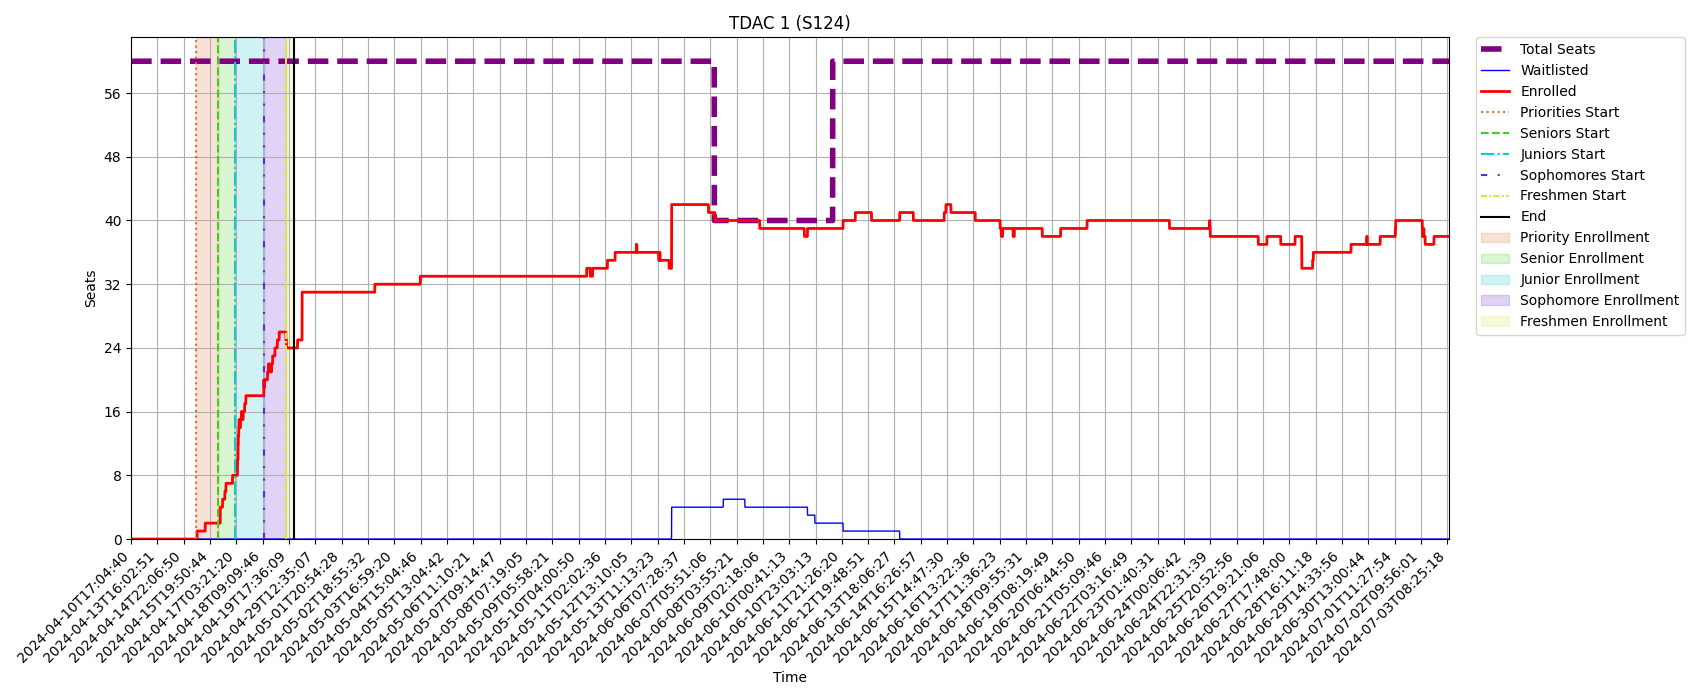 TDAC 1 (S124)
Total Seats
Waitlisted
Enrolled
Priorities Start
Seniors Start
Juniors Start
Sophomores Start
Freshmen Start
End
Priority Enrollment
Senior Enrollment
Junior Enrollment
Sophomore Enrollment
Freshmen Enrollment
Seats
56
48
40
32
24
16
8
0
2024-04-10T17:04:40
2024-04-13T16:02:51
2024-04-14T22:06:50
2024-04-15T19:50:44
2024-04-17T03:21:20
2024-04-18T09:09:46
2024-04-19T17:36:09
2024-04-29T12:35:07
2024-05-01T20:54:28
2024-05-02T18:55:32
2024-05-03T16:59:20
2024-05-04T15:04:46
2024-05-05T13:04:42
2024-05-06T11:10:21
2024-05-07T09:14:47
2024-05-08T07:19:05
2024-05-09T05:58:21
2024-05-10T04:00:50
2024-05-11T02:02:36
2024-05-12T13:10:05
2024-05-13T11:13:23
2024-06-06T07:28:37
2024-06-07T05:51:06
2024-06-08T03:55:21
2024-06-09T02:18:06
2024-06-10T00:41:13
2024-06-10T23:03:13
2024-06-11T21:26:20
2024-06-12T19:48:51
2024-06-13T18:06:27
2024-06-14T16:26:57
2024-06-15T14:47:30
2024-06-16T13:22:36
2024-06-17T11:36:23
2024-06-18T09:55:31
2024-06-19T08:19:49
2024-06-20T06:44:50
2024-06-21T05:09:46
2024-06-22T03:16:49
2024-06-23T01:40:31
2024-06-24T00:06:42
2024-06-24T22:31:39
2024-06-25T20:52:56
2024-06-26T19:21:06
2024-06-27T17:48:00
2024-06-28T16:11:18
2024-06-29T14:33:56
2024-06-30T13:00:44
2024-07-01T11:27:54
2024-07-02T09:56:01
2024-07-03T08:25:18
Time